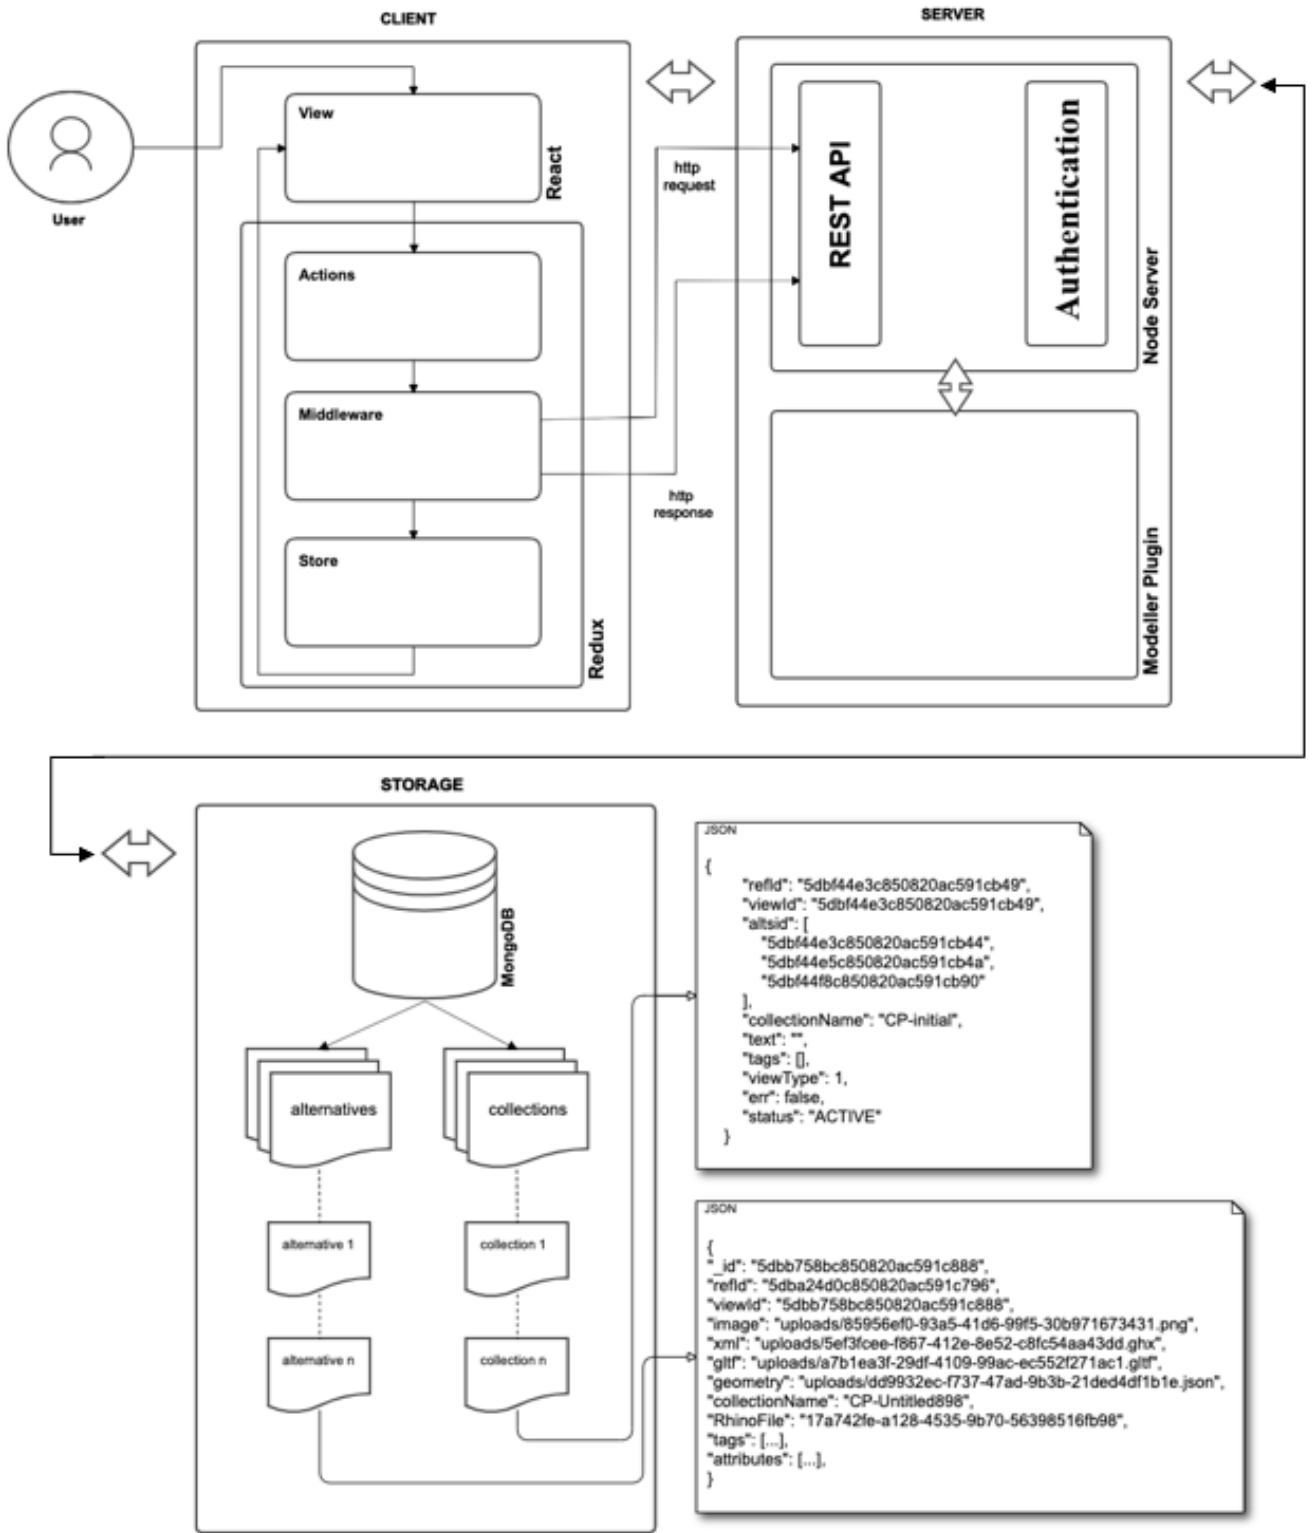 CLIENT
SERVER
View
React
User
Actions
Middleware
Store
Redux
http
request
http
response
REST API
Authentication
Node Server
Modeller Plugin
STORAGE
MongoDB
alternatives
collections
alternative 1
collection 1
alternative n
collection n
JSON
{
"refId": "5dbf44e3c850820ac591cb49",
"viewId": "5dbf44e3c850820ac591cb49",
"altsid": [
"5dbf44e3c850820ac591cb44",
"5dbf44e5c850820ac591cb4a",
"5dbf44f8c850820ac591cb90"
],
"collectionName": "CP-initial",
"text": "",
"tags": [],
"viewType": 1,
"err": false,
"status": "ACTIVE"
}
JSON
{
"_id": "5dbb758bc850820ac591c888",
"refId": "5dba24d0c850820ac591c796",
"viewId": "5dbb758bc850820ac591c888",
"image": "uploads/85956ef0-93a5-41d6-99f5-30b971673431.png",
"xml": "uploads/5ef3fcee-f867-412e-8e52-c8fc54aa43dd.ghx",
"gltf": "uploads/a7b1ea3f-29df-4109-99ac-ec552f271ac1.gltf",
"geometry": "uploads/dd9932ec-f737-47ad-9b3b-21ded4df1b1e.json",
"collectionName": "CP-Untitled898",
"RhinoFile": "17a742fe-a128-4535-9b70-56398516fb98",
"tags": [...],
"attributes": [...],
}